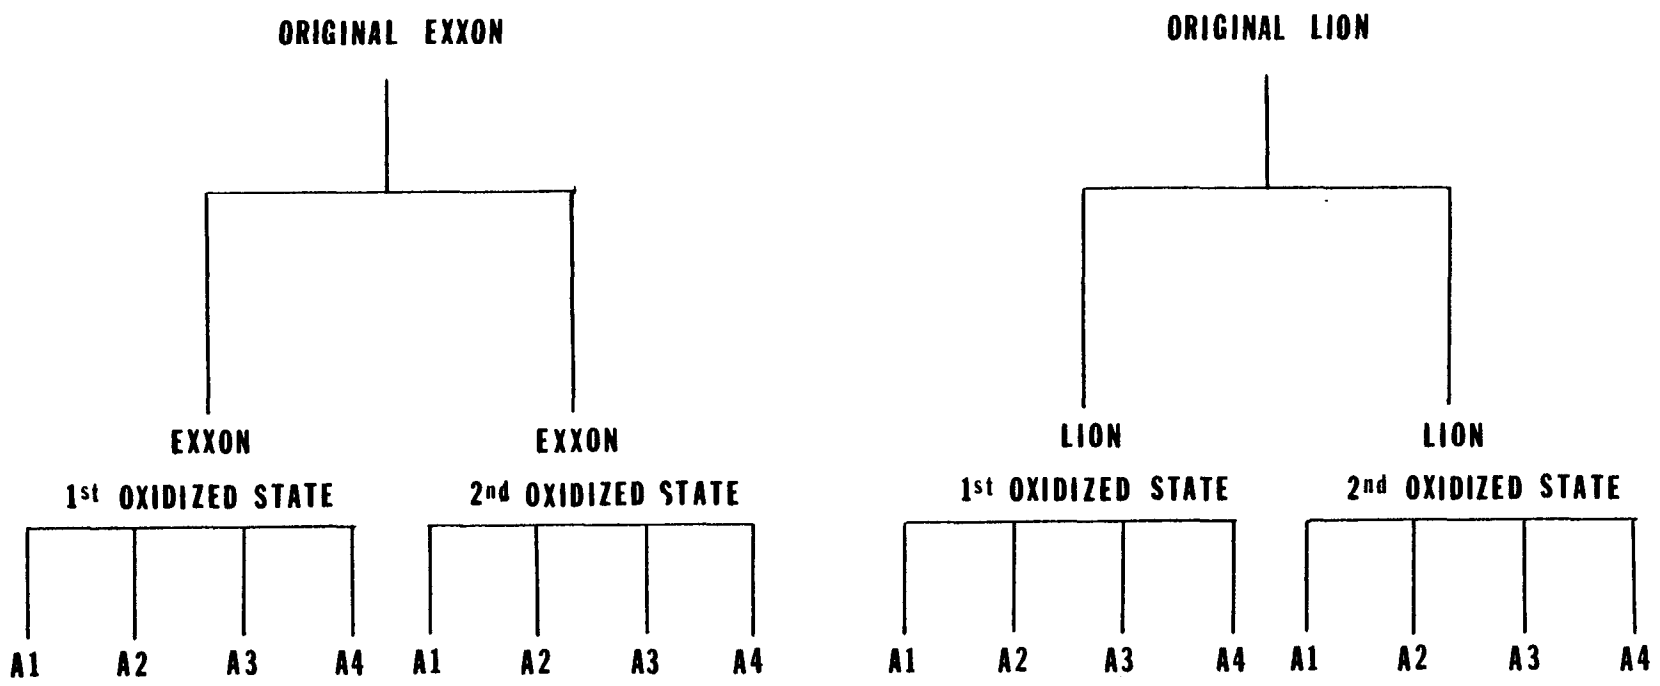 ORIGINAL EXXON
ORIGINAL LION
EXXON
EXXON
LION
LION
1st OXIDIZED STATE
2nd OXIDIZED STATE
1st OXIDIZED STATE
2nd OXIDIZED STATE
A1 A2 A3 A4 A1 A2 A3 A4 A1 A2 A3 A4 A1 A2 A3 A4